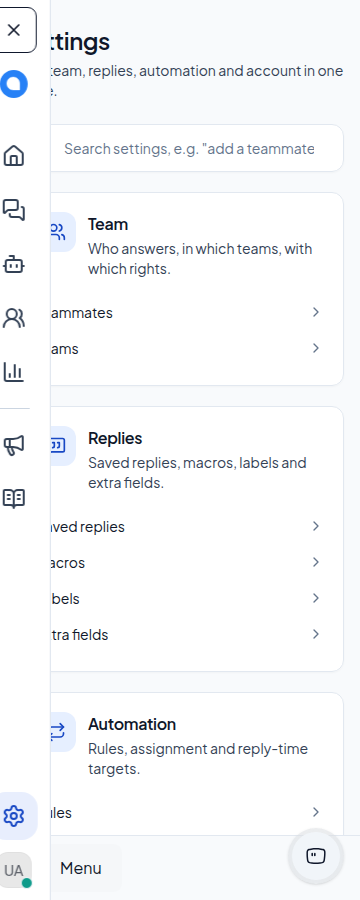 ttings
team, replies, automation and account in one
e.
Search settings, e.g. "add a teammate
Team
Who answers, in which teams, with
which rights.
ammates
ams
Replies
Saved replies, macros, labels and
extra fields.
ved replies
acros
bels
tra fields
Automation
Rules, assignment and reply-time
targets.
ules
UA
Menu